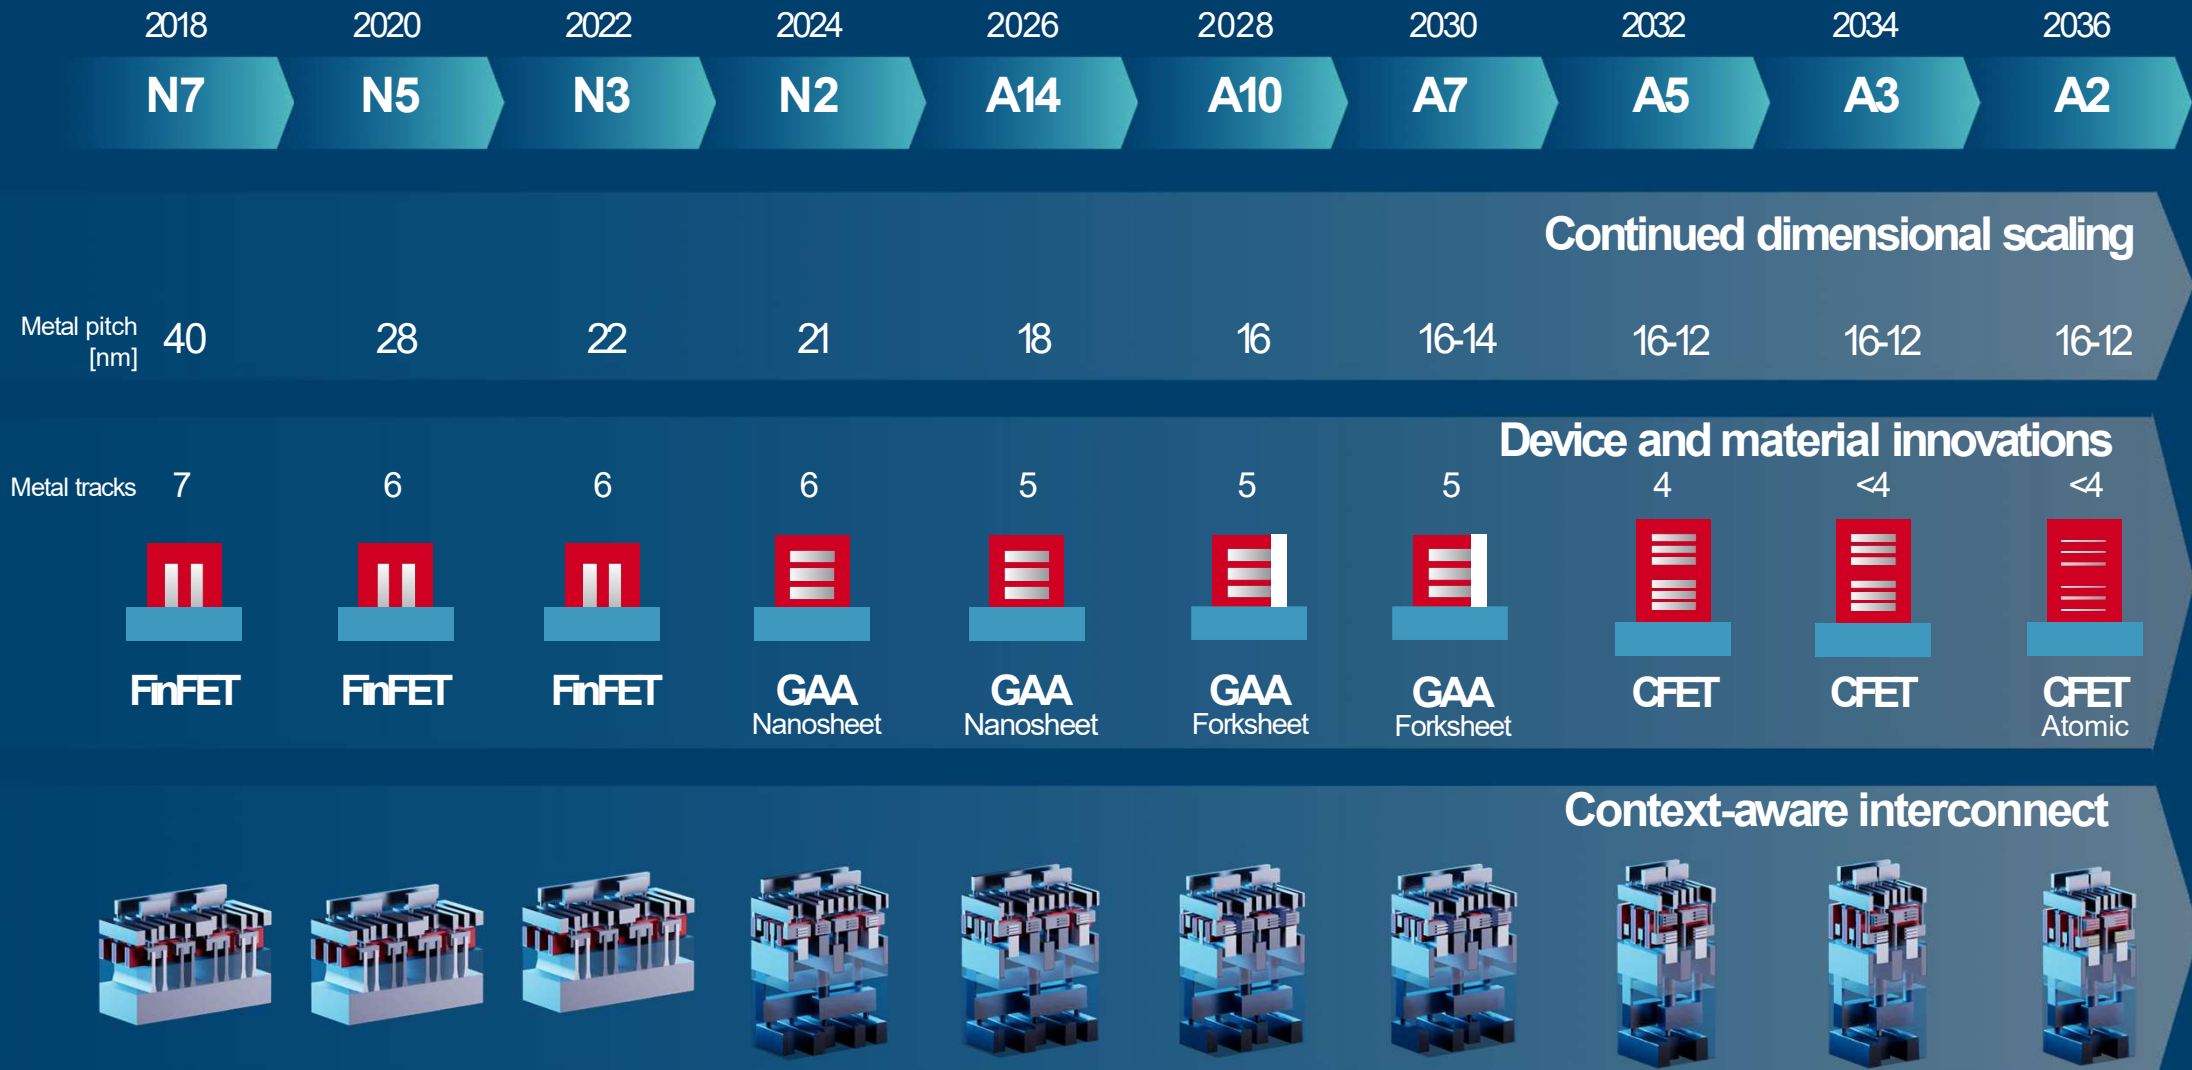 2018 2020 2022 2024 2026 2028 2030 2032 2034 2036
N7 N5 N3 N2 A14 A10 A7 A5 A3 A2
Continued dimensional scaling
Metal pitch
[nm]
40 28 22 21 18 16 16-14 16-12 16-12 16-12
Device and material innovations
Metal tracks 7 6 6 6 5 5 5 4 <4 <4
FinFET FinFET FinFET GAA GAA GAA GAA CFET CFET CFET
Nanosheet Nanosheet Forksheet Forksheet Atomic
Context-aware interconnect